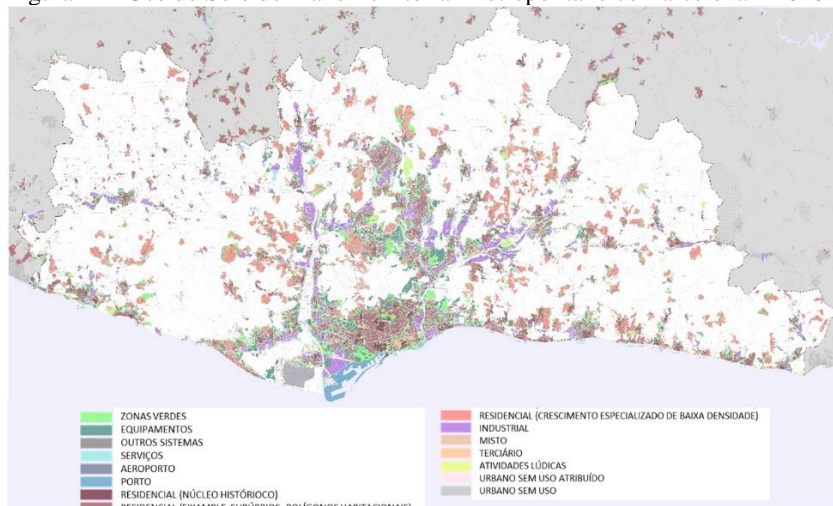 ZONAS VERDES
EQUIPAMENTOS
OUTROS SISTEMAS
SERVIÇOS
AEROPORTO
PORTO
RESIDENCIAL (NÚCLEO HISTÓRIOCO)
RESIDENCIAL (CRESCIMENTO ESPECIALIZADO DE BAIXA DENSIDADE)
INDUSTRIAL
MISTO
TERCIÁRIO
ATIVIDADES LÚDICAS
URBANO SEM USO ATRIBUÍDO
URBANO SEM USO